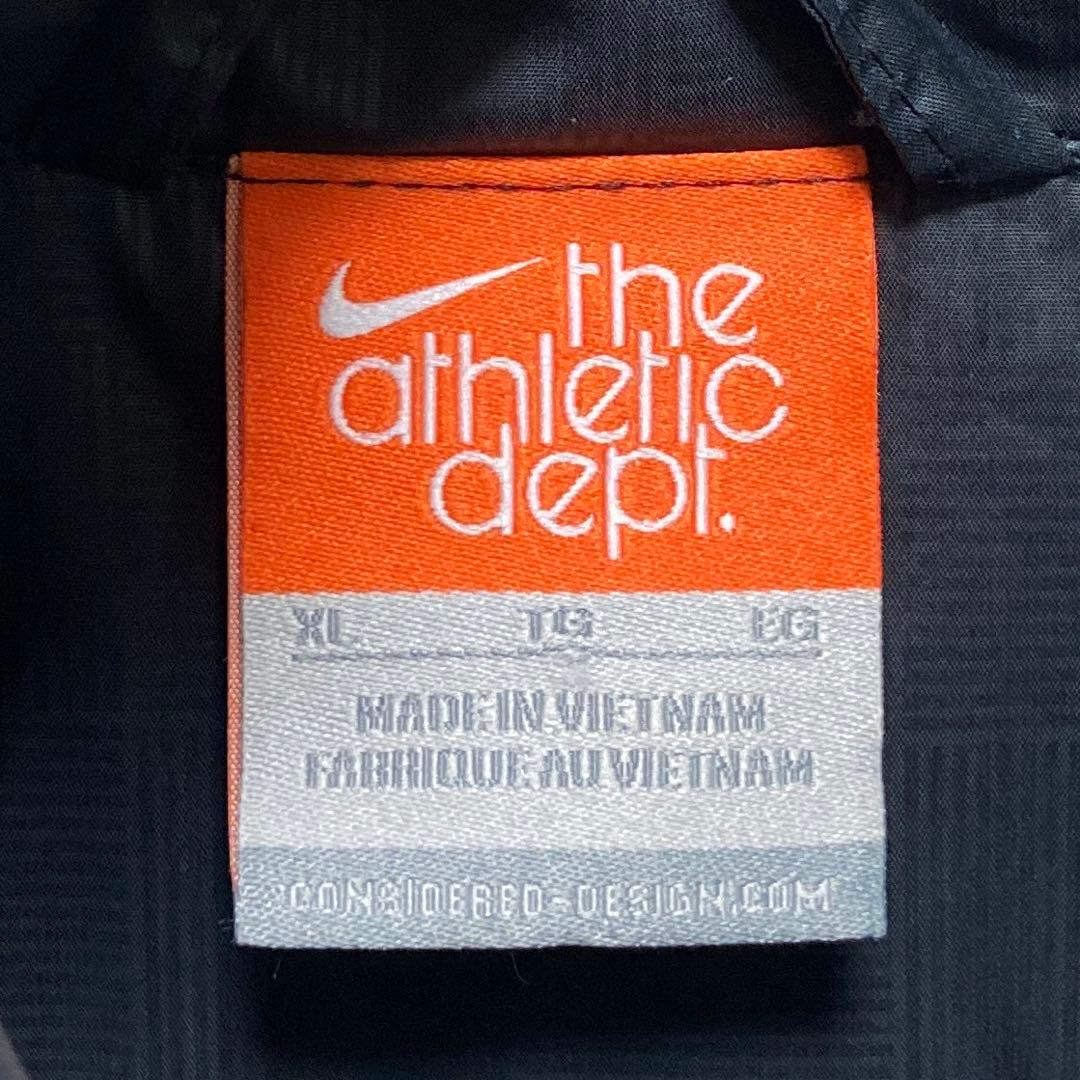 the
athletic
dept.
XL TG EG
MADE IN VIETNAM
FABRIQUE AU VIETNAM
CONSIDERED-DESIGN.COM